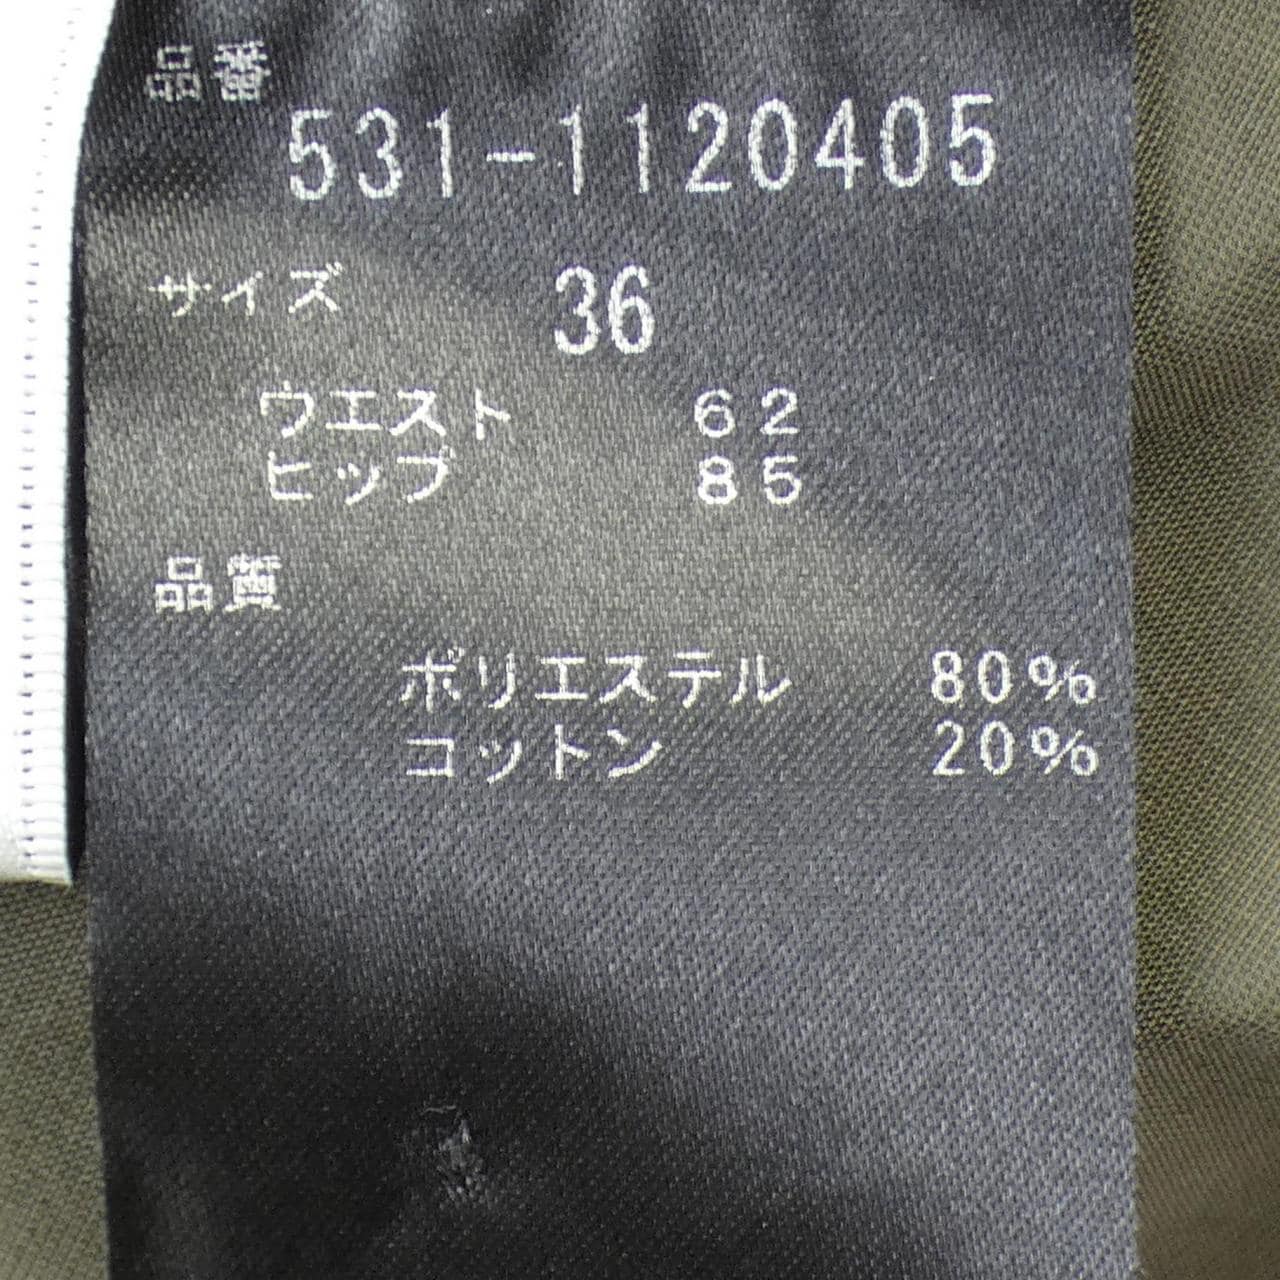 品番
531-1120405
サイズ 36
ウエスト 62
ヒップ 85
品質
ポリエステル 80%
コットン 20%